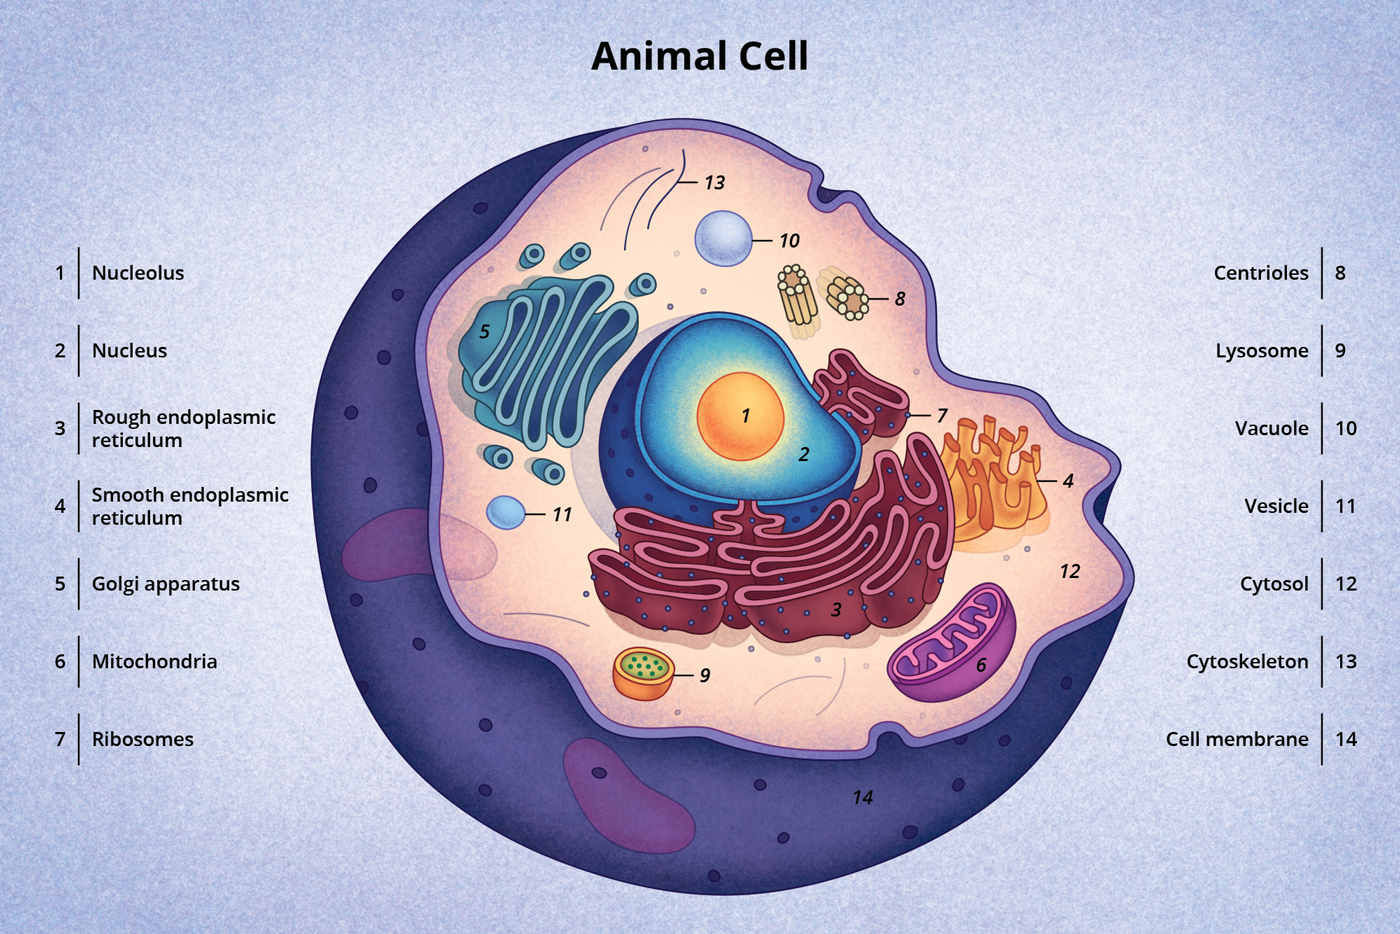 Animal Cell
1 Nucleolus
2 Nucleus
3 Rough endoplasmic
reticulum
4 Smooth endoplasmic
reticulum
5 Golgi apparatus
6 Mitochondria
7 Ribosomes
13
10
8
5
1
7
2
4
11
12
3
6
9
14
Centrioles 8
Lysosome 9
Vacuole 10
Vesicle 11
Cytosol 12
Cytoskeleton 13
Cell membrane 14